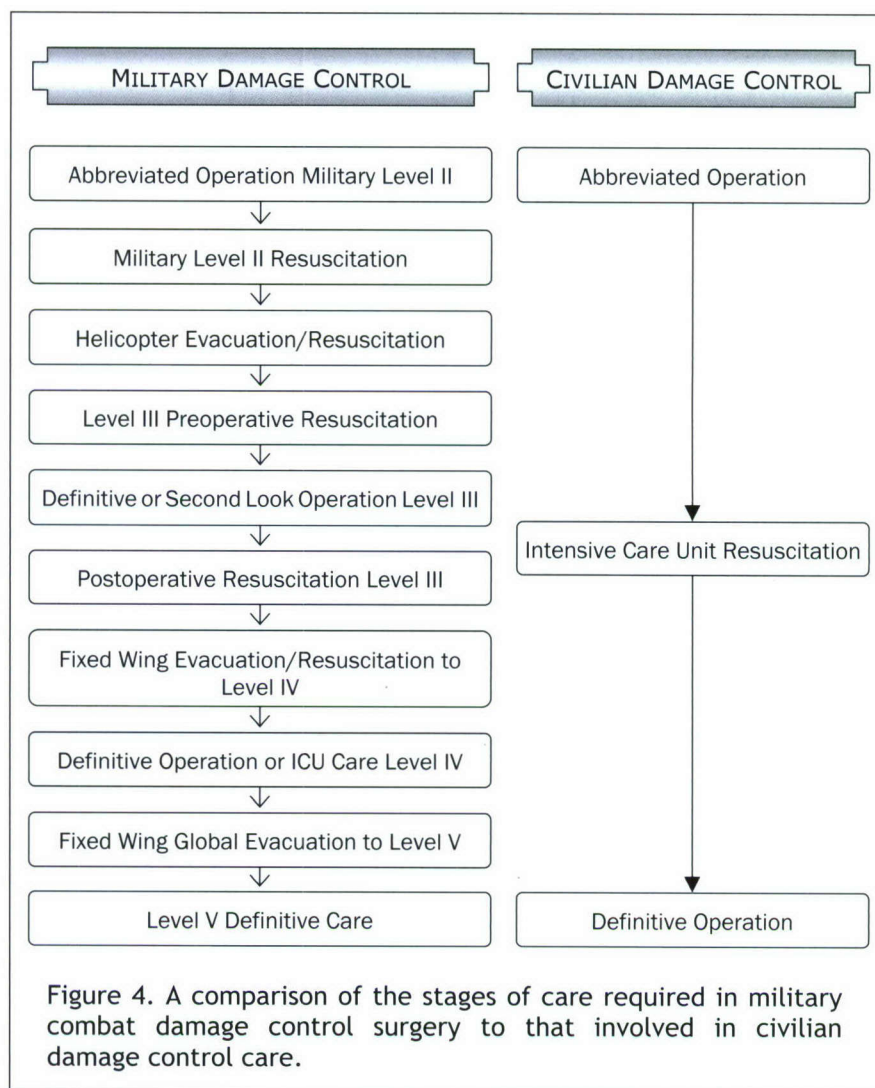 MILITARY DAMAGE CONTROL
Abbreviated Operation Military Level II
Military Level II Resuscitation
Helicopter Evacuation/Resuscitation
Level III Preoperative Resuscitation
Definitive or Second Look Operation Level III
Postoperative Resuscitation Level III
Fixed Wing Evacuation/Resuscitation to
Level IV
Definitive Operation or ICU Care Level IV
Fixed Wing Global Evacuation to Level V
Level V Definitive Care
CIVILIAN DAMAGE CONTROL
Abbreviated Operation
Intensive Care Unit Resuscitation
Definitive Operation
Figure 4. A comparison of the stages of care required in military
combat damage control surgery to that involved in civilian
damage control care.